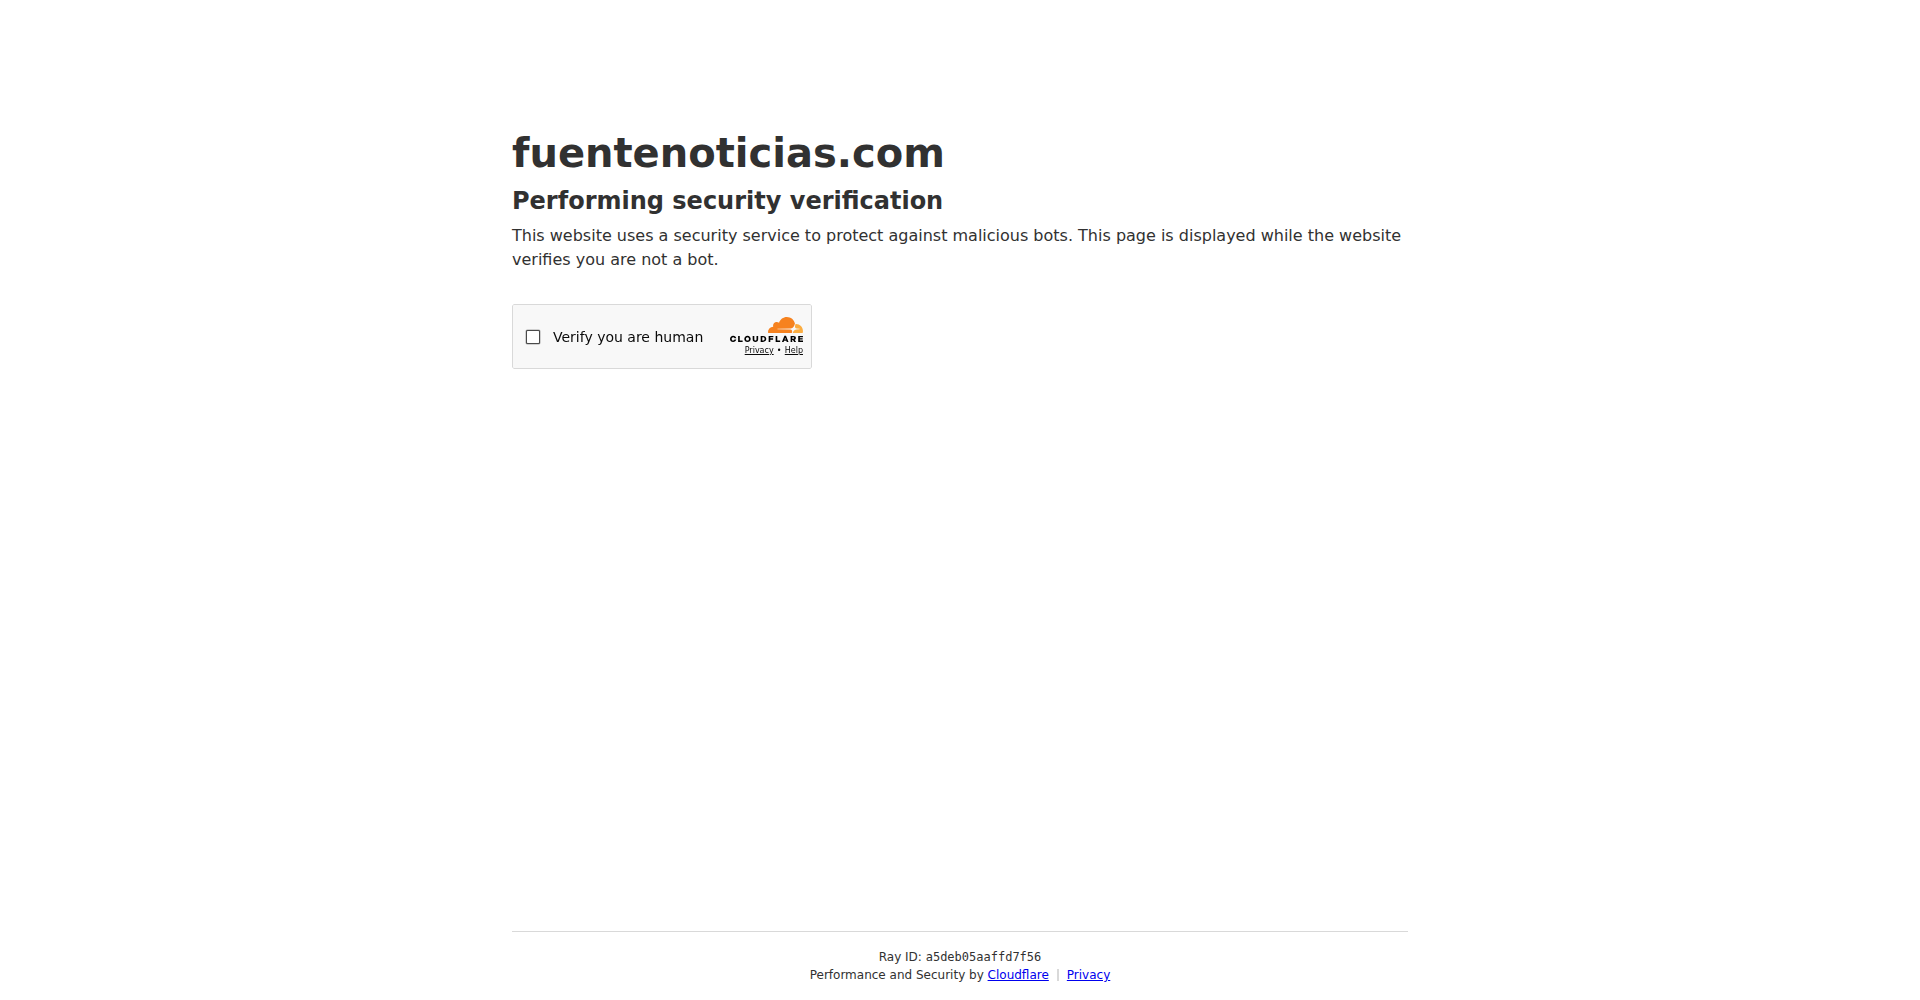 fuentenoticias.com
Performing security verification
This website uses a security service to protect against malicious bots. This page is displayed while the website
verifies you are not a bot.
Verify you are human
CLOUDFLARE
Privacy • Help
Ray ID: a5deb05aaffd7f56
Performance and Security by Cloudflare | Privacy